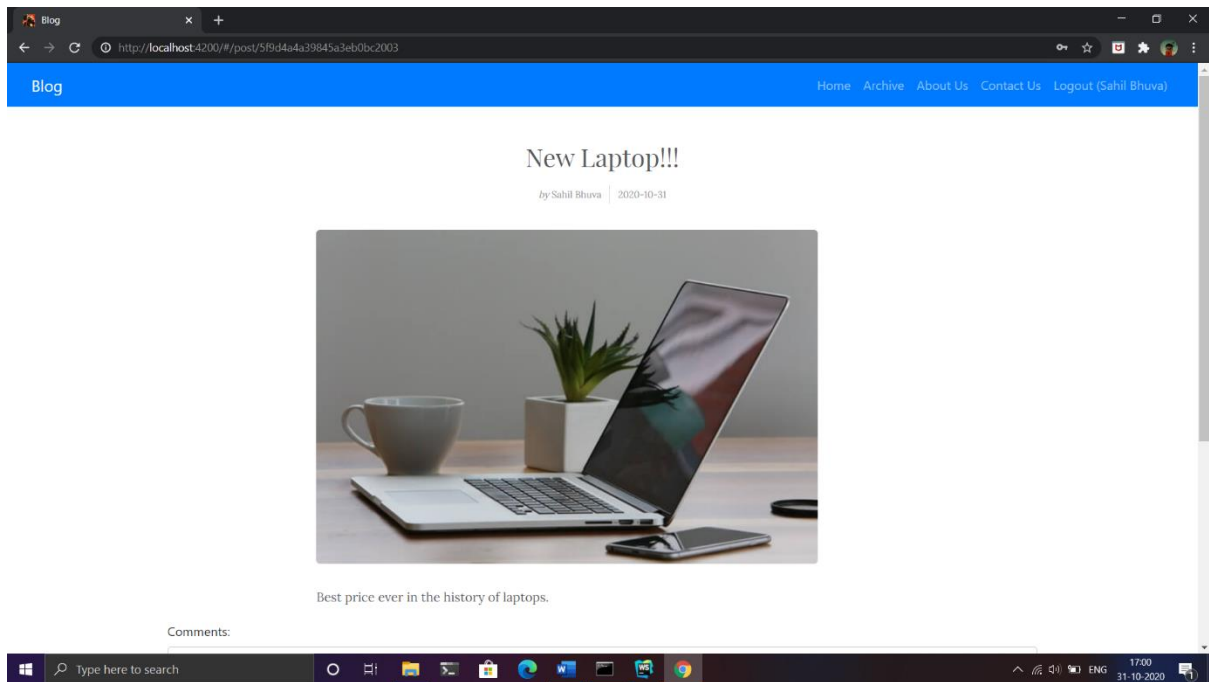 Blog
http://localhost:4200/#/post/5f9d4a4a39845a3eb0bc2003
Blog
Home Archive About Us Contact Us Logout (Sahil Bhuva)
New Laptop!!!
by Sahil Bhuva 2020-10-31
Best price ever in the history of laptops.
Comments:
Type here to search
ENG
17:00
31-10-2020